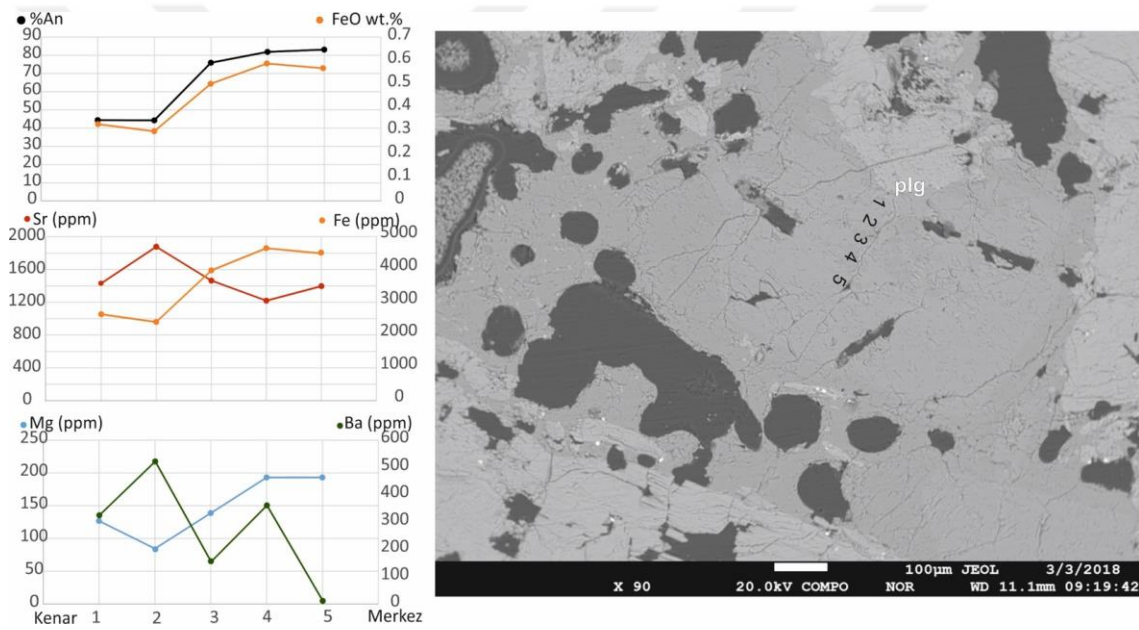 %An FeO wt.%
90 0.7
80 0.6
70 0.5
60 0.4
50 0.3
40 0.2
30 0.1
20 0
10
0
Sr (ppm) Fe (ppm)
2000 5000
1600 4000
1200 3000
800 2000
400 1000
0 0
Mg (ppm) Ba (ppm)
250 600
200 500
150 400
100 300
50 200
0 100
0
Kenar 1 2 3 4 5 Merkez
plg
1 2 3 4 5
100μm JEOL 3/3/2018
X 90 20.0kV COMPO NOR WD 11.1mm 09:19:42